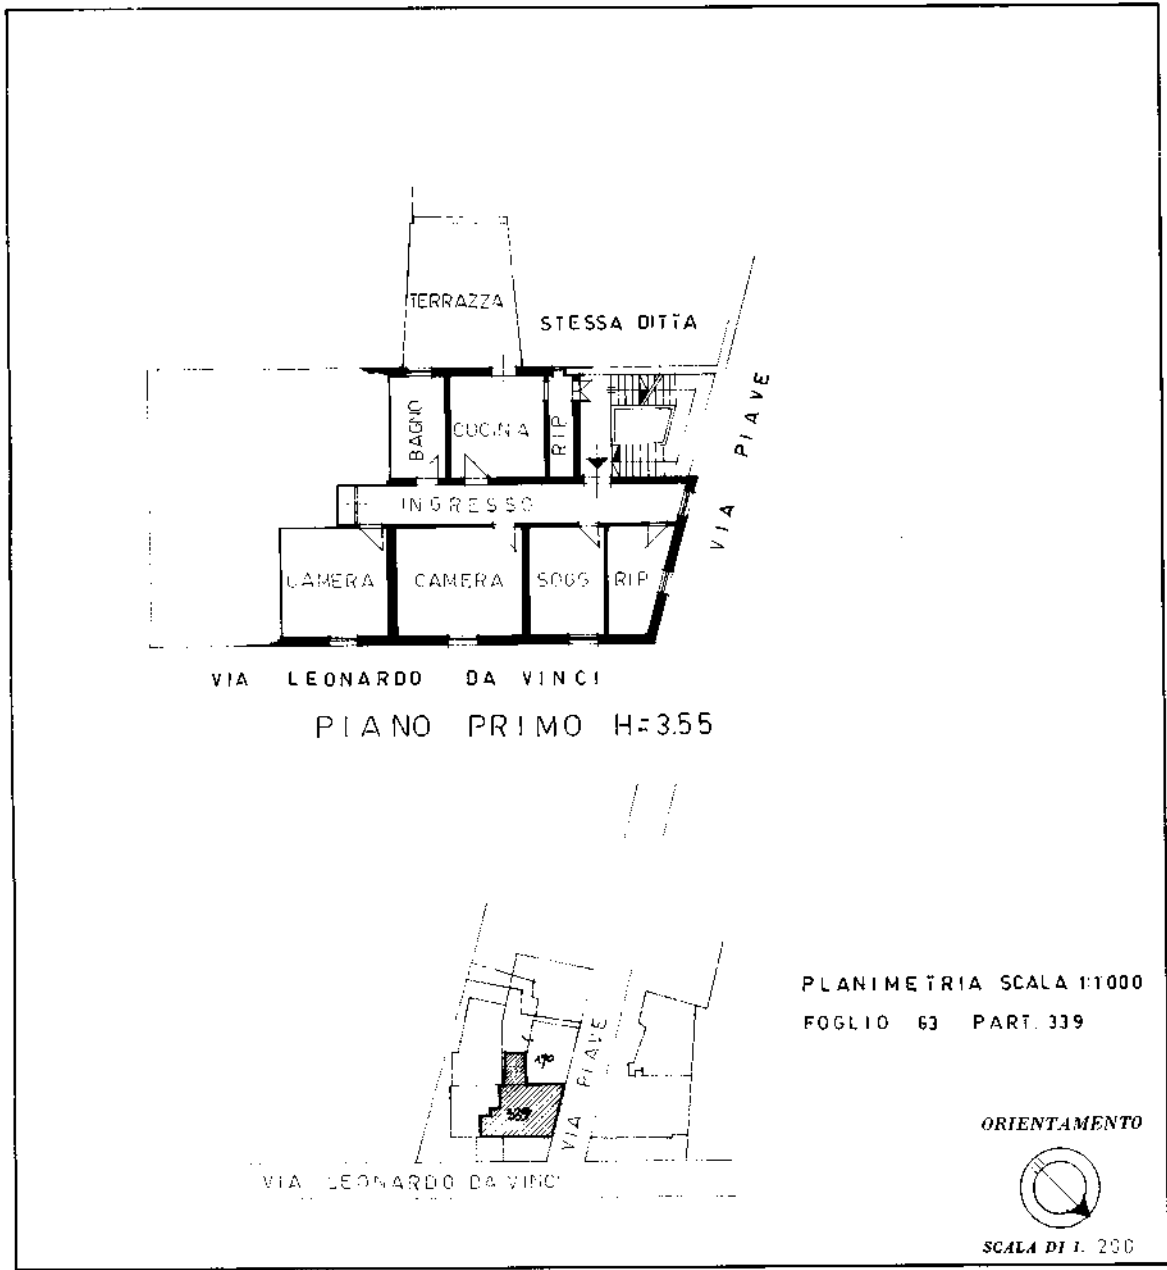 TERRAZZA
STESSA DITTA
BAGNO
CUCINA
RIP
VIA PIAVE
INGRESSO
CAMERA
CAMERA
SOGG
RIP
VIA LEONARDO DA VINCI
PIANO PRIMO H=3.55
PLANIMETRIA SCALA 1:1000
FOGLIO 63 PART. 339
VIA PIAVE
339
VIA LEONARDO DA VINCI
ORIENTAMENTO
SCALA DI 1: 200